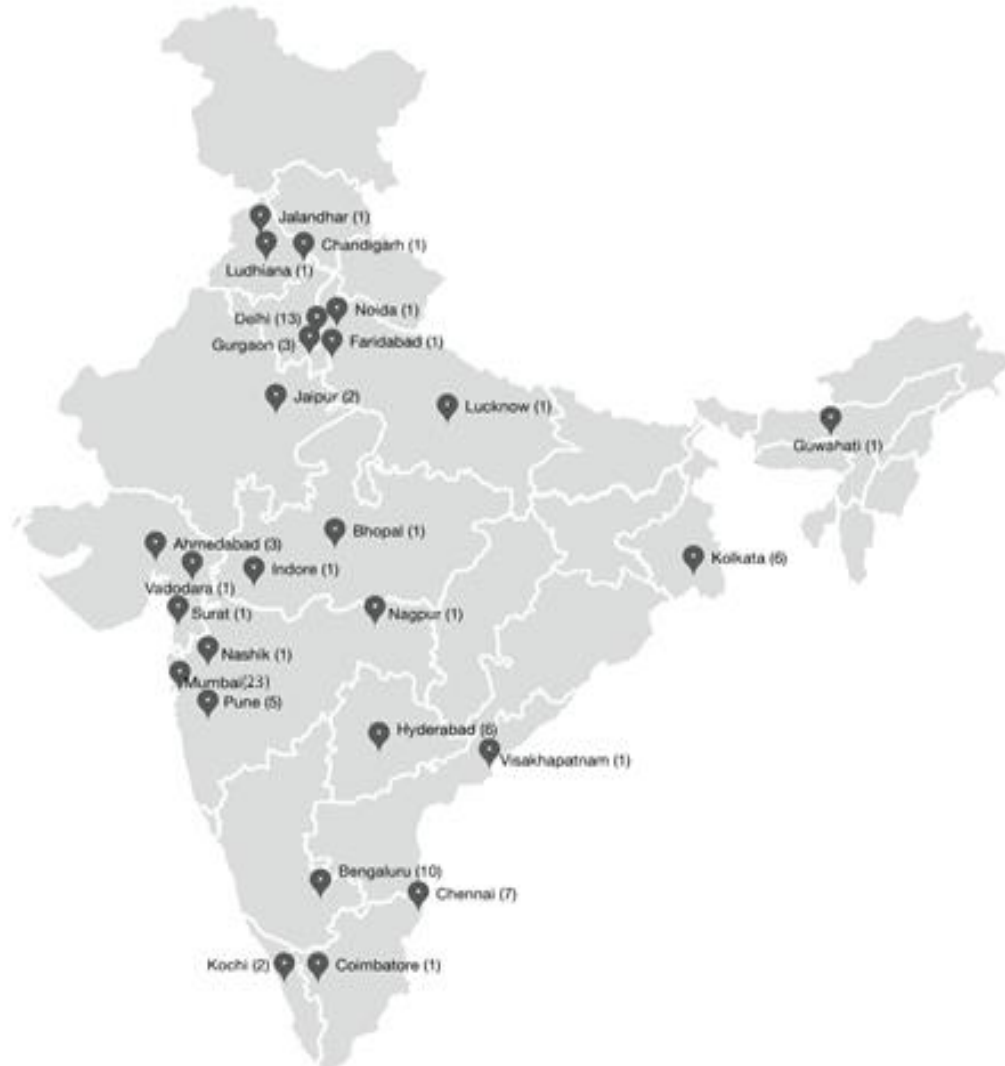 Jalandhar (1)
Chandigarh (1)
Ludhiana (1)
Noida (1)
Delhi (13)
Gurgaon (3)
Faridabad (1)
Jaipur (2)
Lucknow (1)
Guwahati (1)
Bhopal (1)
Ahmedabad (3)
Kolkata (6)
Indore (1)
Vadodara (1)
Surat (1)
Nagpur (1)
Nashik (1)
Mumbai(23)
Pune (5)
Hyderabad (6)
Visakhapatnam (1)
Bengaluru (10)
Chennai (7)
Kochi (2)
Coimbatore (1)